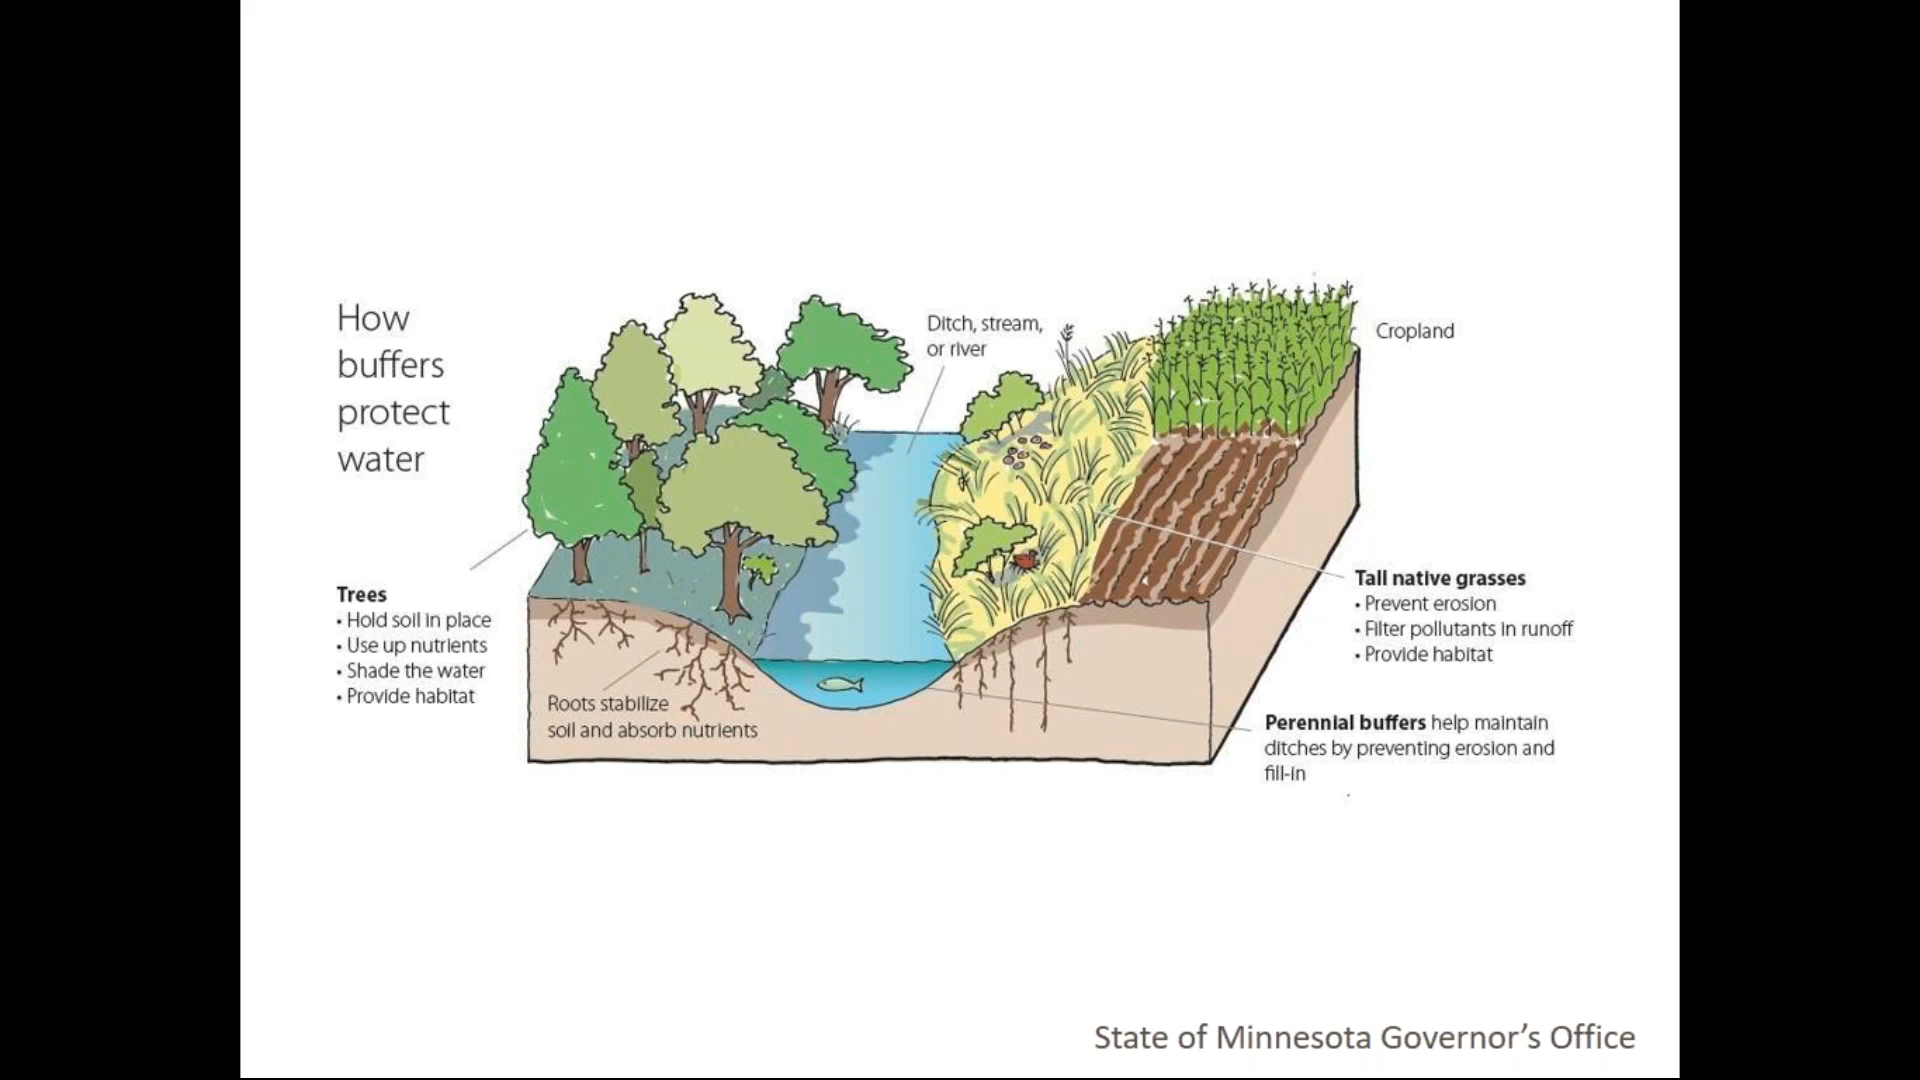 How
buffers
protect
water
Ditch, stream,
or river
Cropland
Trees
• Hold soil in place
• Use up nutrients
• Shade the water
• Provide habitat
Roots stabilize
soil and absorb nutrients
Tall native grasses
• Prevent erosion
• Filter pollutants in runoff
• Provide habitat
Perennial buffers help maintain
ditches by preventing erosion and
fill-in
State of Minnesota Governor’s Office